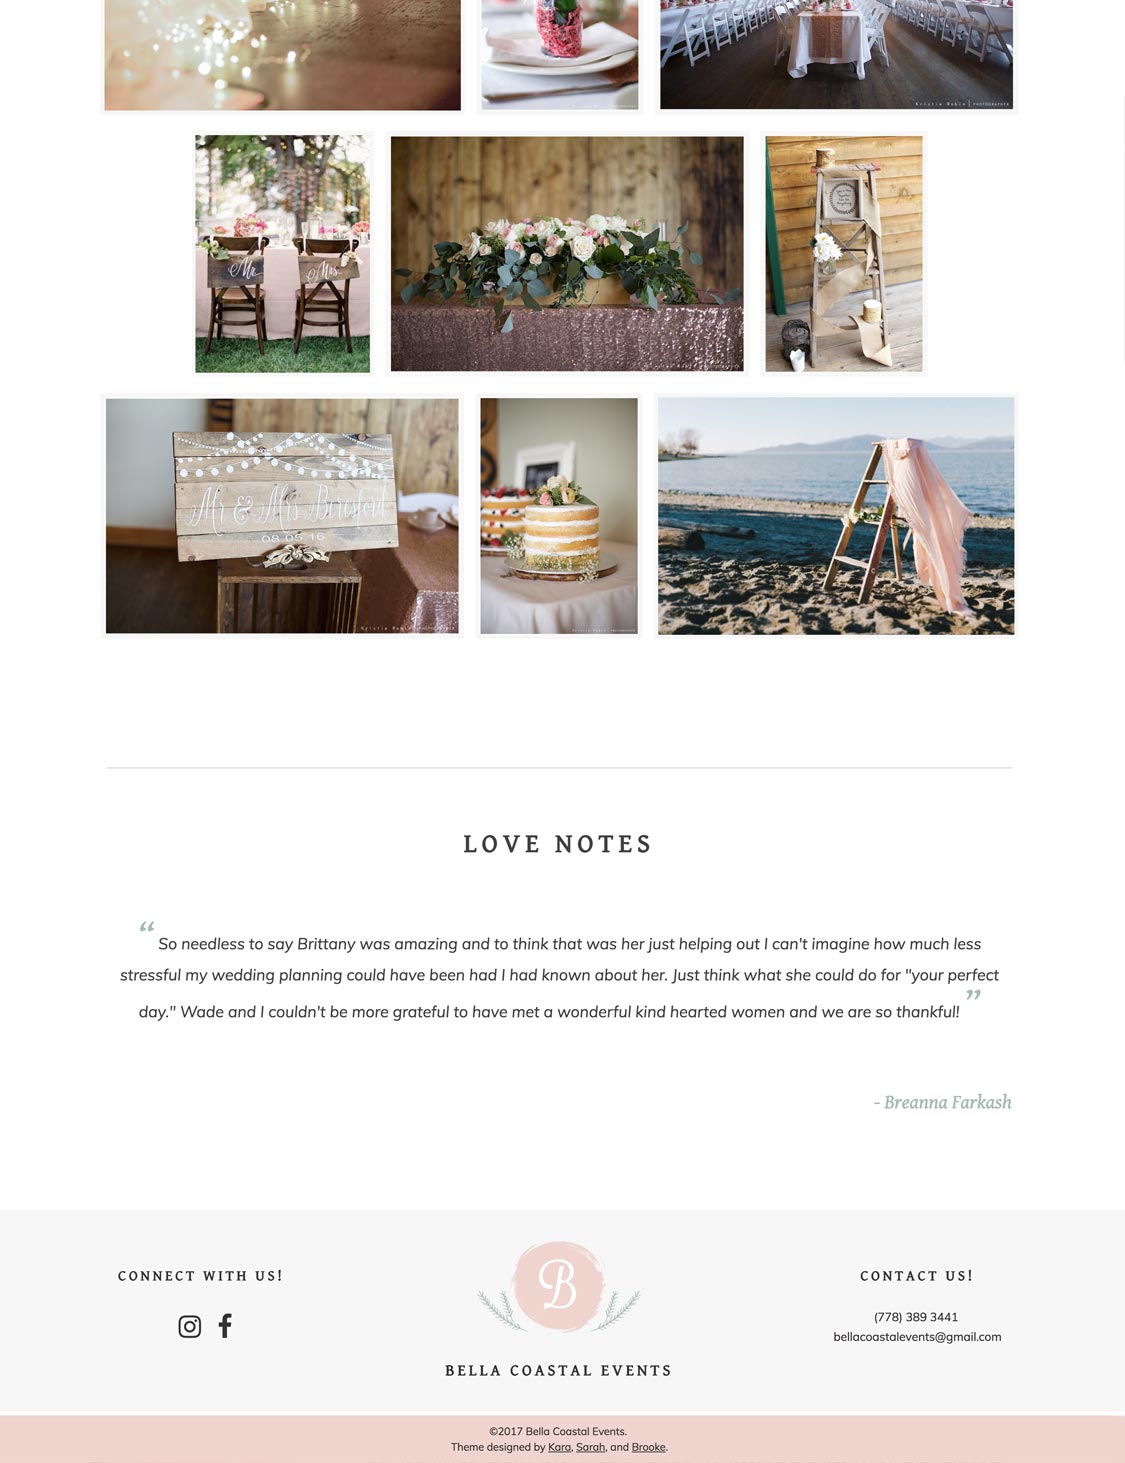 Kristie Robin | PHOTOGRAPHER
Mr.
Mrs.
Mr & Mrs Beresford
08.05.16
LOVE NOTES
“ So needless to say Brittany was amazing and to think that was her just helping out I can't imagine how much less
stressful my wedding planning could have been had I had known about her. Just think what she could do for "your perfect
day." Wade and I couldn't be more grateful to have met a wonderful kind hearted women and we are so thankful! ”
- Breanna Farkash
CONNECT WITH US!
B
BELLA COASTAL EVENTS
CONTACT US!
(778) 389 3441
bellacoastalevents@gmail.com
©2017 Bella Coastal Events.
Theme designed by Kara, Sarah, and Brooke.